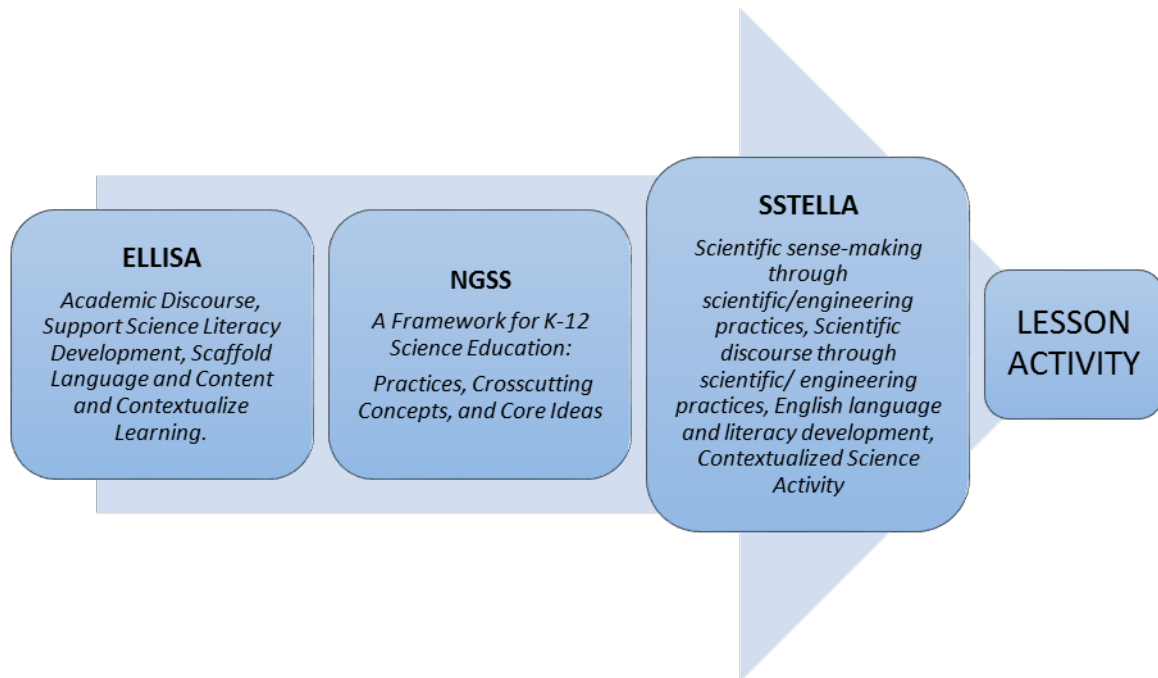 ELLISA
Academic Discourse,
Support Science Literacy
Development, Scaffold
Language and Content
and Contextualize
Learning.
NGSS
A Framework for K-12
Science Education:
Practices, Crosscutting
Concepts, and Core Ideas
SSTELLA
Scientific sense-making
through
scientific/engineering
practices, Scientific
discourse through
scientific/ engineering
practices, English language
and literacy development,
Contextualized Science
Activity
LESSON
ACTIVITY